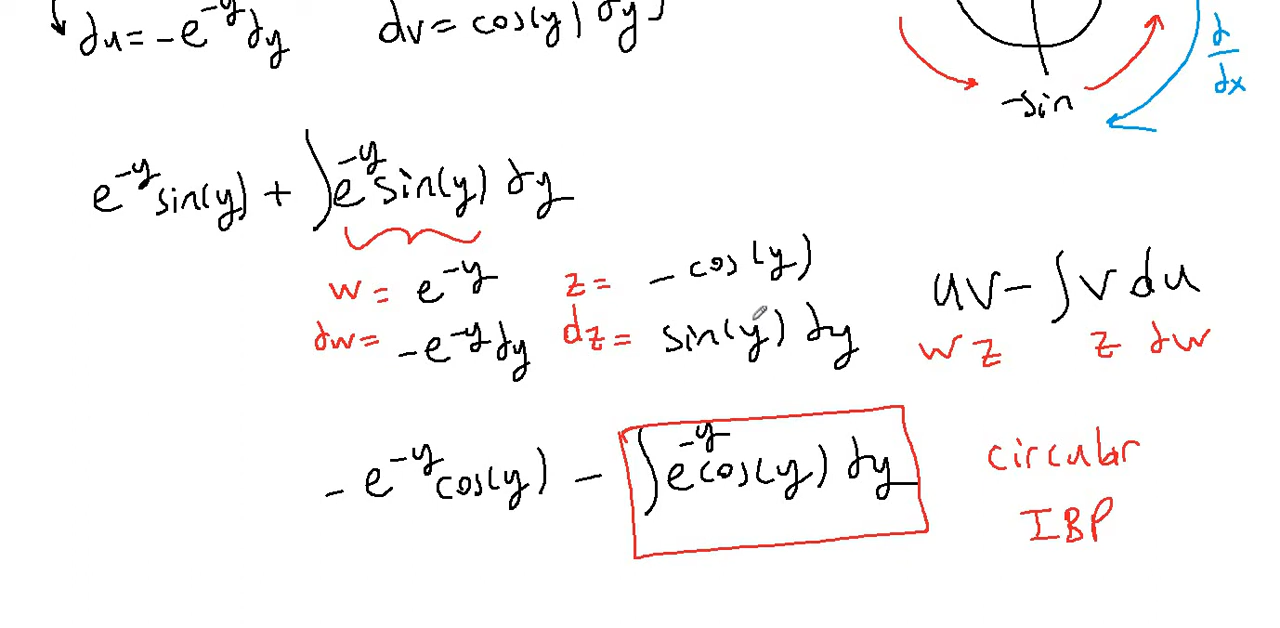 du = -e^{-y} dy    dv = cos(y) dy
d/dx
-sin
e^{-y} sin(y) + ∫ e^{-y} sin(y) dy
w = e^{-y}    z = -cos(y)
dw = -e^{-y} dy    dz = sin(y) dy
uv - ∫ v du
w z    z dw
-e^{-y} cos(y) - ∫ e^{-y} cos(y) dy
circular
IBP